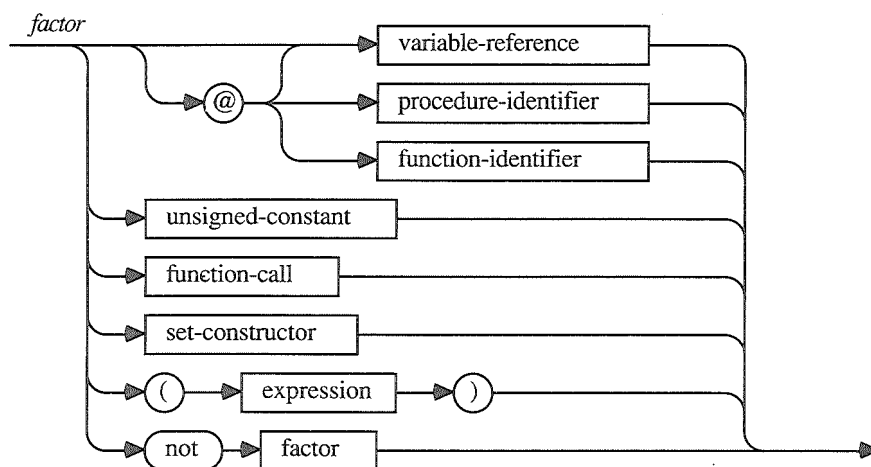 factor
variable-reference
@ procedure-identifier
function-identifier
unsigned-constant
function-call
set-constructor
( expression )
not factor